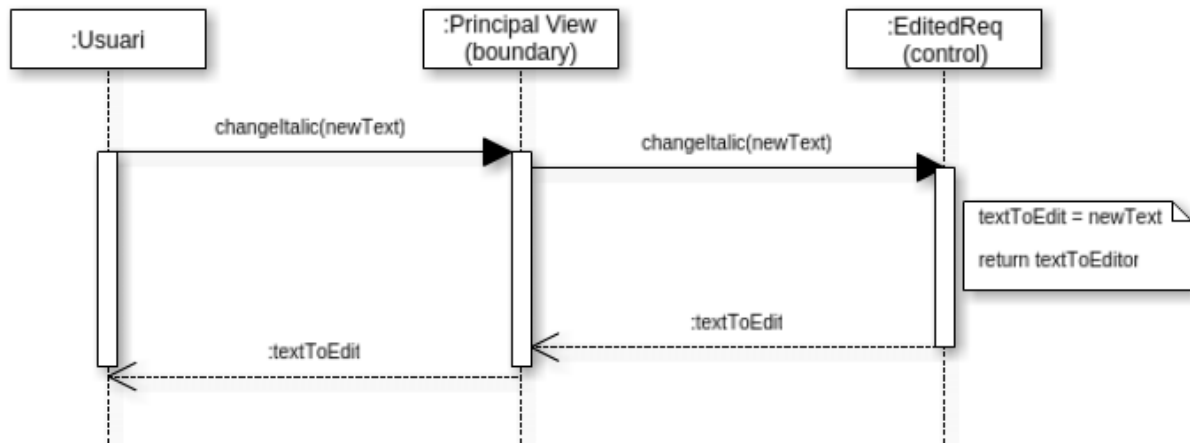 :Usuari
:Principal View
(boundary)
:EditedReq
(control)
changeItalic(newText)
changeItalic(newText)
textToEdit = newText
return textToEditor
:textToEdit
:textToEdit